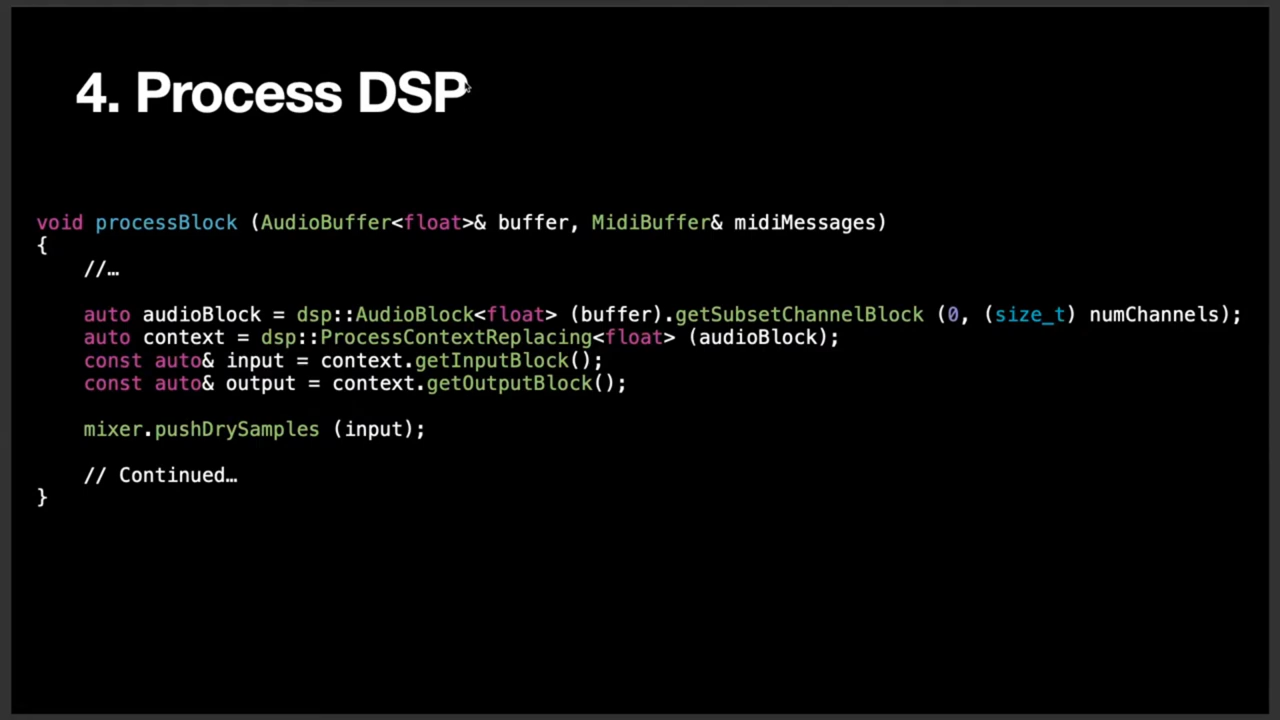 4. Process DSP
void processBlock (AudioBuffer<float>& buffer, MidiBuffer& midiMessages)
{
//…
auto audioBlock = dsp::AudioBlock<float> (buffer).getSubsetChannelBlock (0, (size_t) numChannels);
auto context = dsp::ProcessContextReplacing<float> (audioBlock);
const auto& input = context.getInputBlock();
const auto& output = context.getOutputBlock();
mixer.pushDrySamples (input);
// Continued…
}